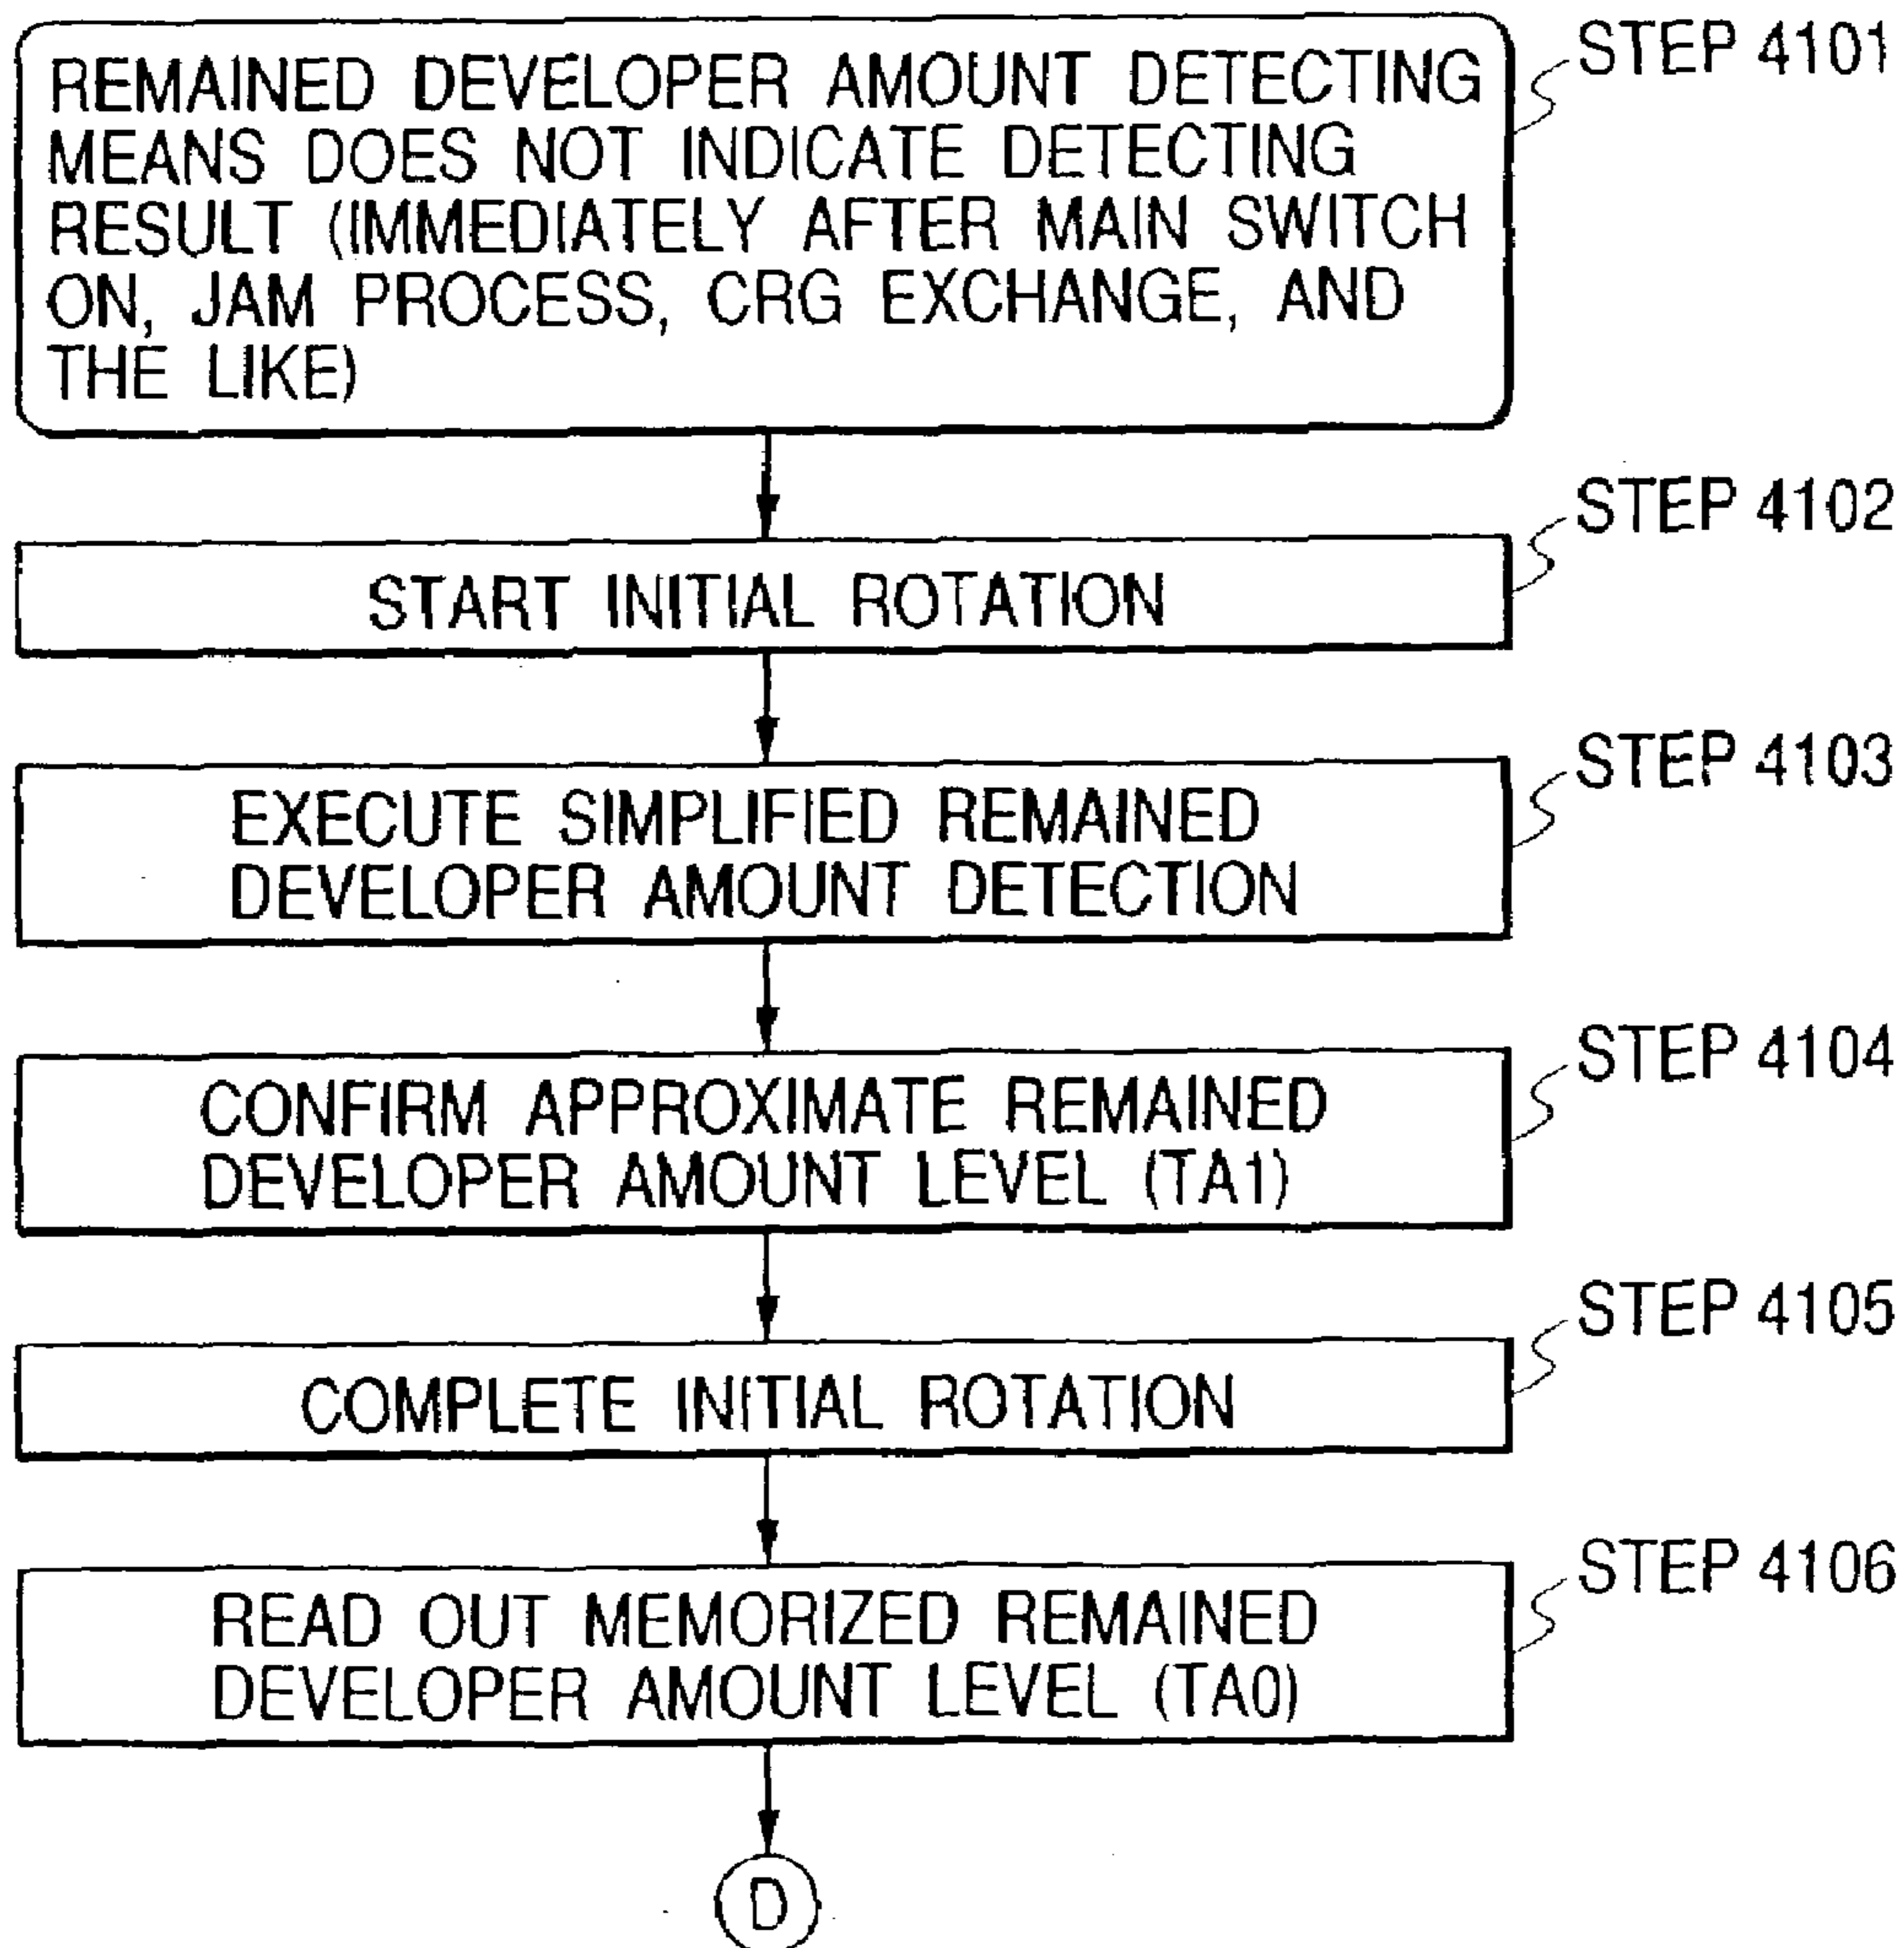 REMAINED DEVELOPER AMOUNT DETECTING
MEANS DOES NOT INDICATE DETECTING
RESULT (IMMEDIATELY AFTER MAIN SWITCH
ON, JAM PROCESS, CRG EXCHANGE, AND
THE LIKE)
STEP 4101
START INITIAL ROTATION
STEP 4102
EXECUTE SIMPLIFIED REMAINED
DEVELOPER AMOUNT DETECTION
STEP 4103
CONFIRM APPROXIMATE REMAINED
DEVELOPER AMOUNT LEVEL (TA1)
STEP 4104
COMPLETE INITIAL ROTATION
STEP 4105
READ OUT MEMORIZED REMAINED
DEVELOPER AMOUNT LEVEL (TA0)
STEP 4106
D